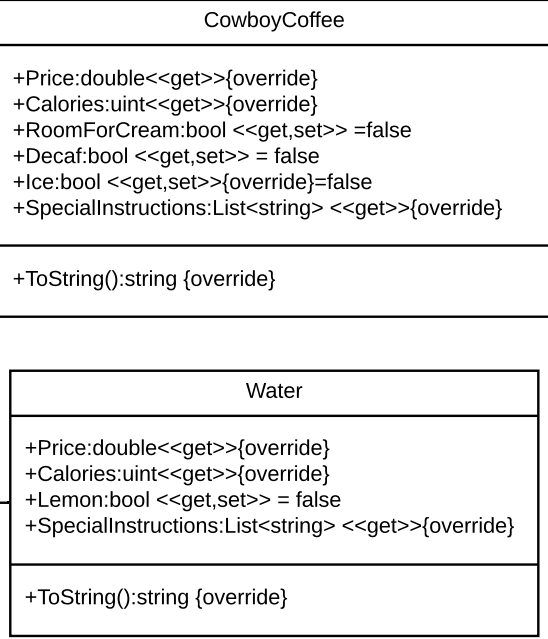 CowboyCoffee
+Price:double<<get>>{override}
+Calories:uint<<get>>{override}
+RoomForCream:bool <<get,set>> =false
+Decaf:bool <<get,set>> = false
+Ice:bool <<get,set>>{override}=false
+SpecialInstructions:List<string> <<get>>{override}
+ToString():string {override}
Water
+Price:double<<get>>{override}
+Calories:uint<<get>>{override}
+Lemon:bool <<get,set>> = false
+SpecialInstructions:List<string> <<get>>{override}
+ToString():string {override}